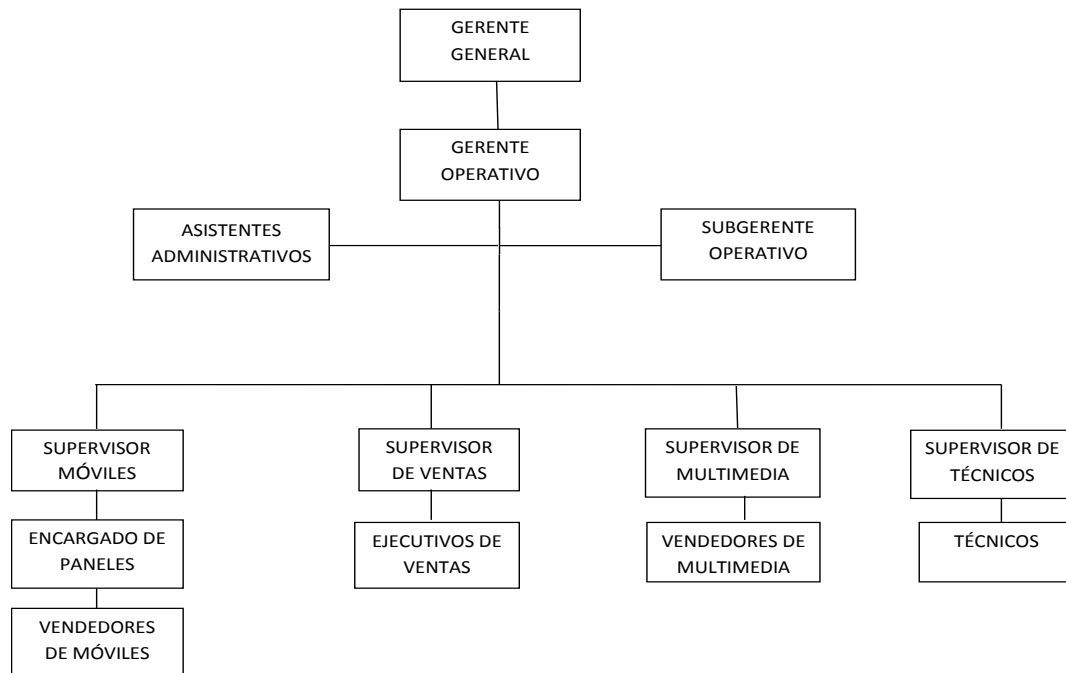 GERENTE
GENERAL
GERENTE
OPERATIVO
ASISTENTES
ADMINISTRATIVOS
SUBGERENTE
OPERATIVO
SUPERVISOR
MÓVILES
SUPERVISOR
DE VENTAS
SUPERVISOR DE
MULTIMEDIA
SUPERVISOR DE
TÉCNICOS
ENCARGADO DE
PANELES
EJECUTIVOS DE
VENTAS
VENDEDORES DE
MULTIMEDIA
TÉCNICOS
VENDEDORES
DE MÓVILES